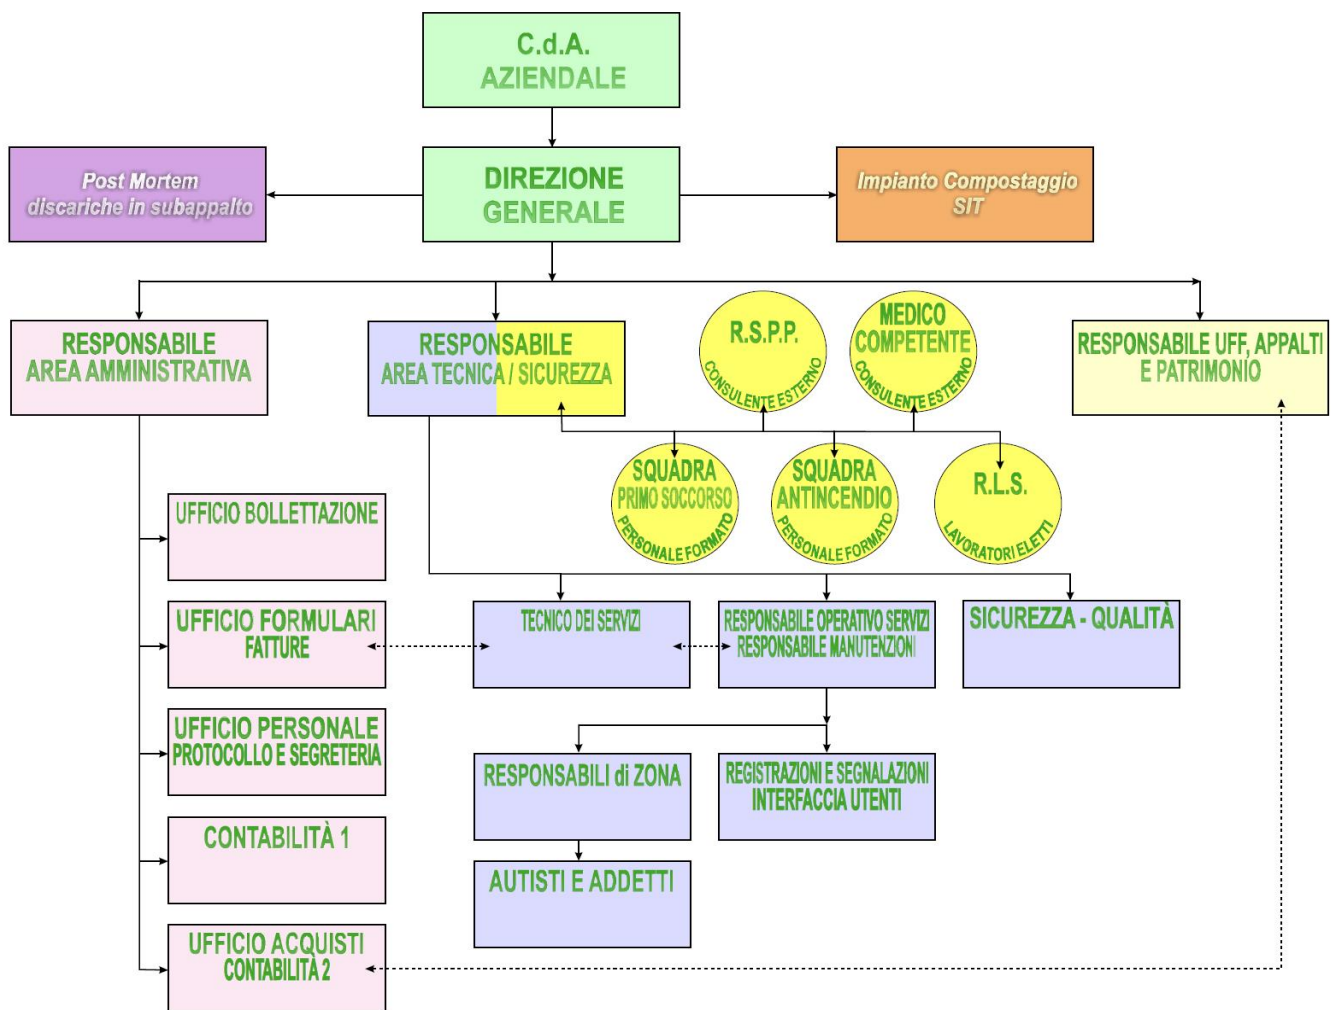 C.d.A.
AZIENDALE
Post Mortem
discariche in subappalto
DIREZIONE
GENERALE
Impianto Compostaggio
SIT
RESPONSABILE
AREA AMMINISTRATIVA
RESPONSABILE
AREA TECNICA / SICUREZZA
R.S.P.P.
CONSULENTE ESTERNO
MEDICO
COMPETENTE
CONSULENTE ESTERNO
RESPONSABILE UFF, APPALTI
E PATRIMONIO
SQUADRA
PRIMO SOCCORSO
PERSONALE FORMATO
SQUADRA
ANTINCENDIO
PERSONALE FORMATO
R.L.S.
LAVORATORI ELETTI
UFFICIO BOLLETTAZIONE
UFFICIO FORMULARI
FATTURE
TECNICO DEI SERVIZI
RESPONSABILE OPERATIVO SERVIZI
RESPONSABILE MANUTENZIONI
SICUREZZA - QUALITÀ
UFFICIO PERSONALE
PROTOCOLLO E SEGRETERIA
RESPONSABILI di ZONA
REGISTRAZIONI E SEGNALAZIONI
INTERFACCIA UTENTI
CONTABILITÀ 1
AUTISTI E ADDETTI
UFFICIO ACQUISTI
CONTABILITÀ 2